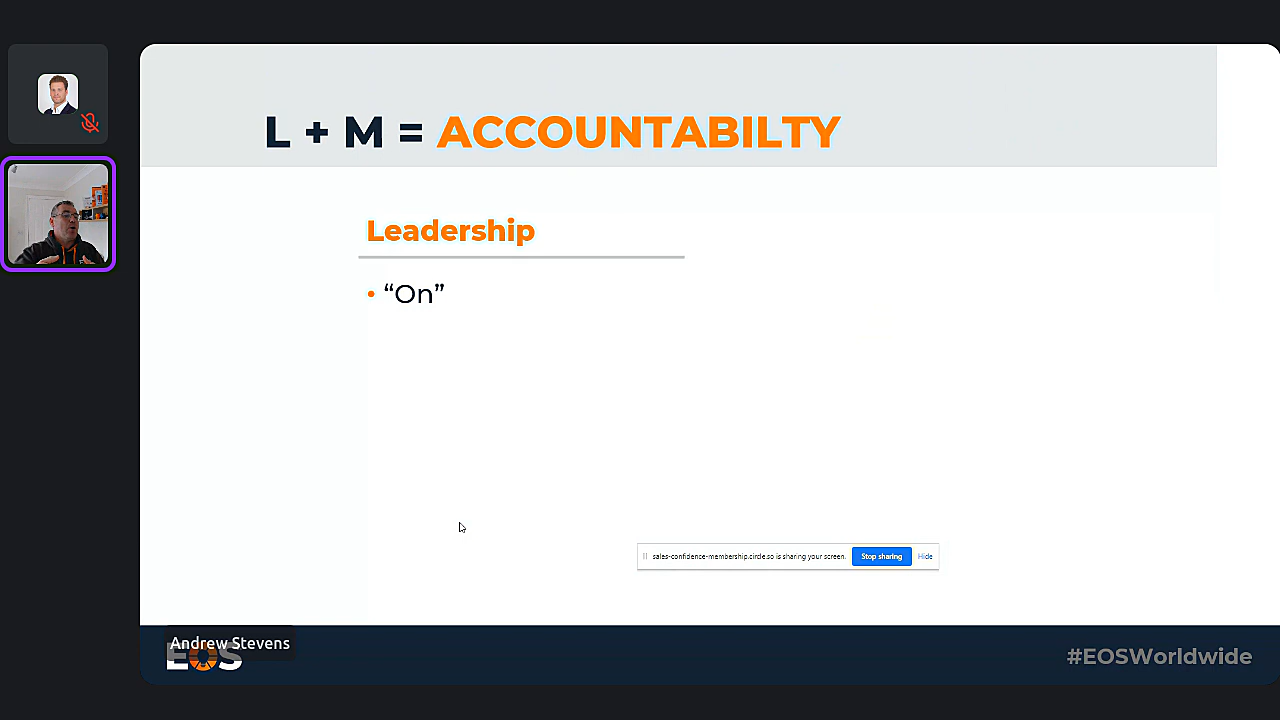 L + M = ACCOUNTABILTY
Leadership
• “On”
sales-confidence-membership.circle.so is sharing your screen. Stop sharing Hide
Andrew Stevens
EOS
#EOSWorldwide